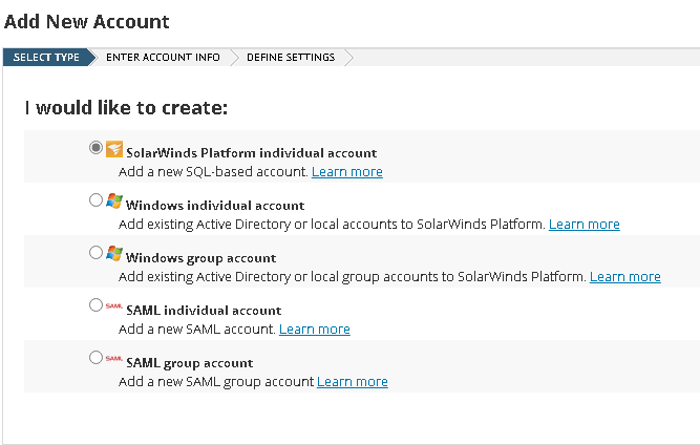 Add New Account
SELECT TYPE ENTER ACCOUNT INFO DEFINE SETTINGS
I would like to create:
SolarWinds Platform individual account
Add a new SQL-based account. Learn more
Windows individual account
Add existing Active Directory or local accounts to SolarWinds Platform. Learn more
Windows group account
Add existing Active Directory or local group accounts to SolarWinds Platform. Learn more
SAML SAML individual account
Add a new SAML account. Learn more
SAML SAML group account
Add a new SAML group account Learn more